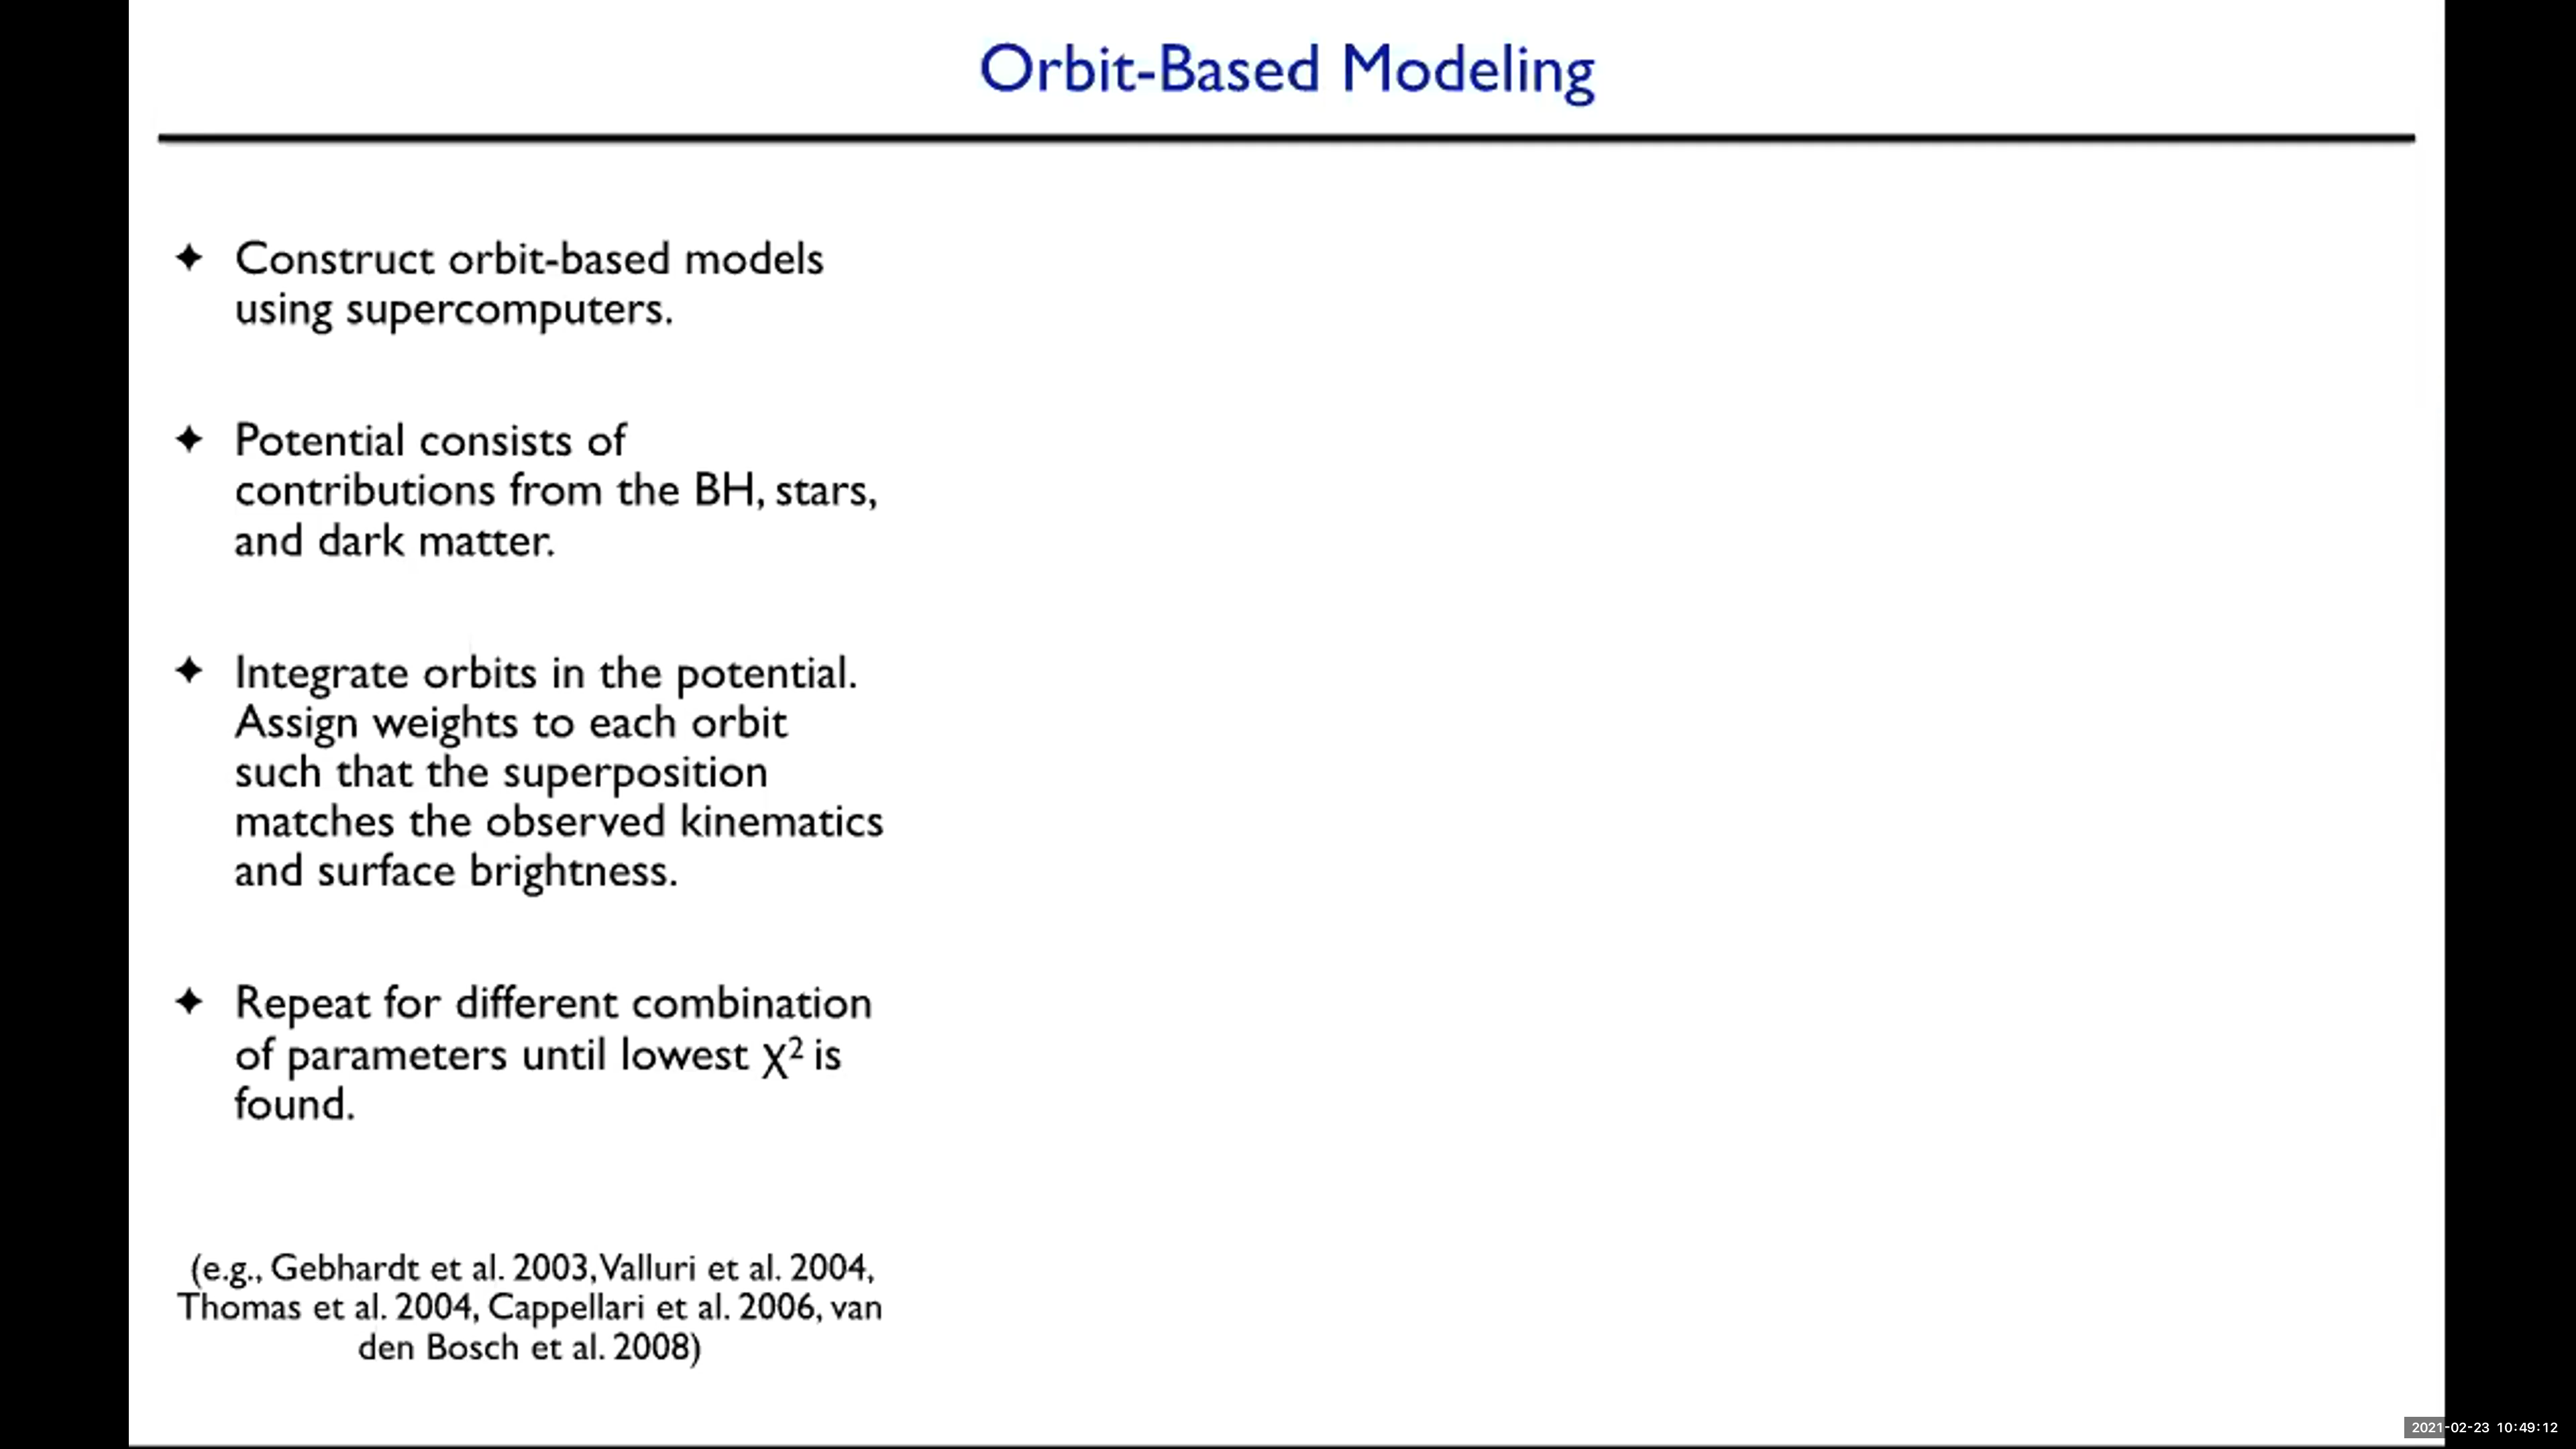 Orbit-Based Modeling
✦ Construct orbit-based models
using supercomputers.
✦ Potential consists of
contributions from the BH, stars,
and dark matter.
✦ Integrate orbits in the potential.
Assign weights to each orbit
such that the superposition
matches the observed kinematics
and surface brightness.
✦ Repeat for different combination
of parameters until lowest χ² is
found.
(e.g., Gebhardt et al. 2003, Valluri et al. 2004,
Thomas et al. 2004, Cappellari et al. 2006, van
den Bosch et al. 2008)
2021-02-23 10:49:12